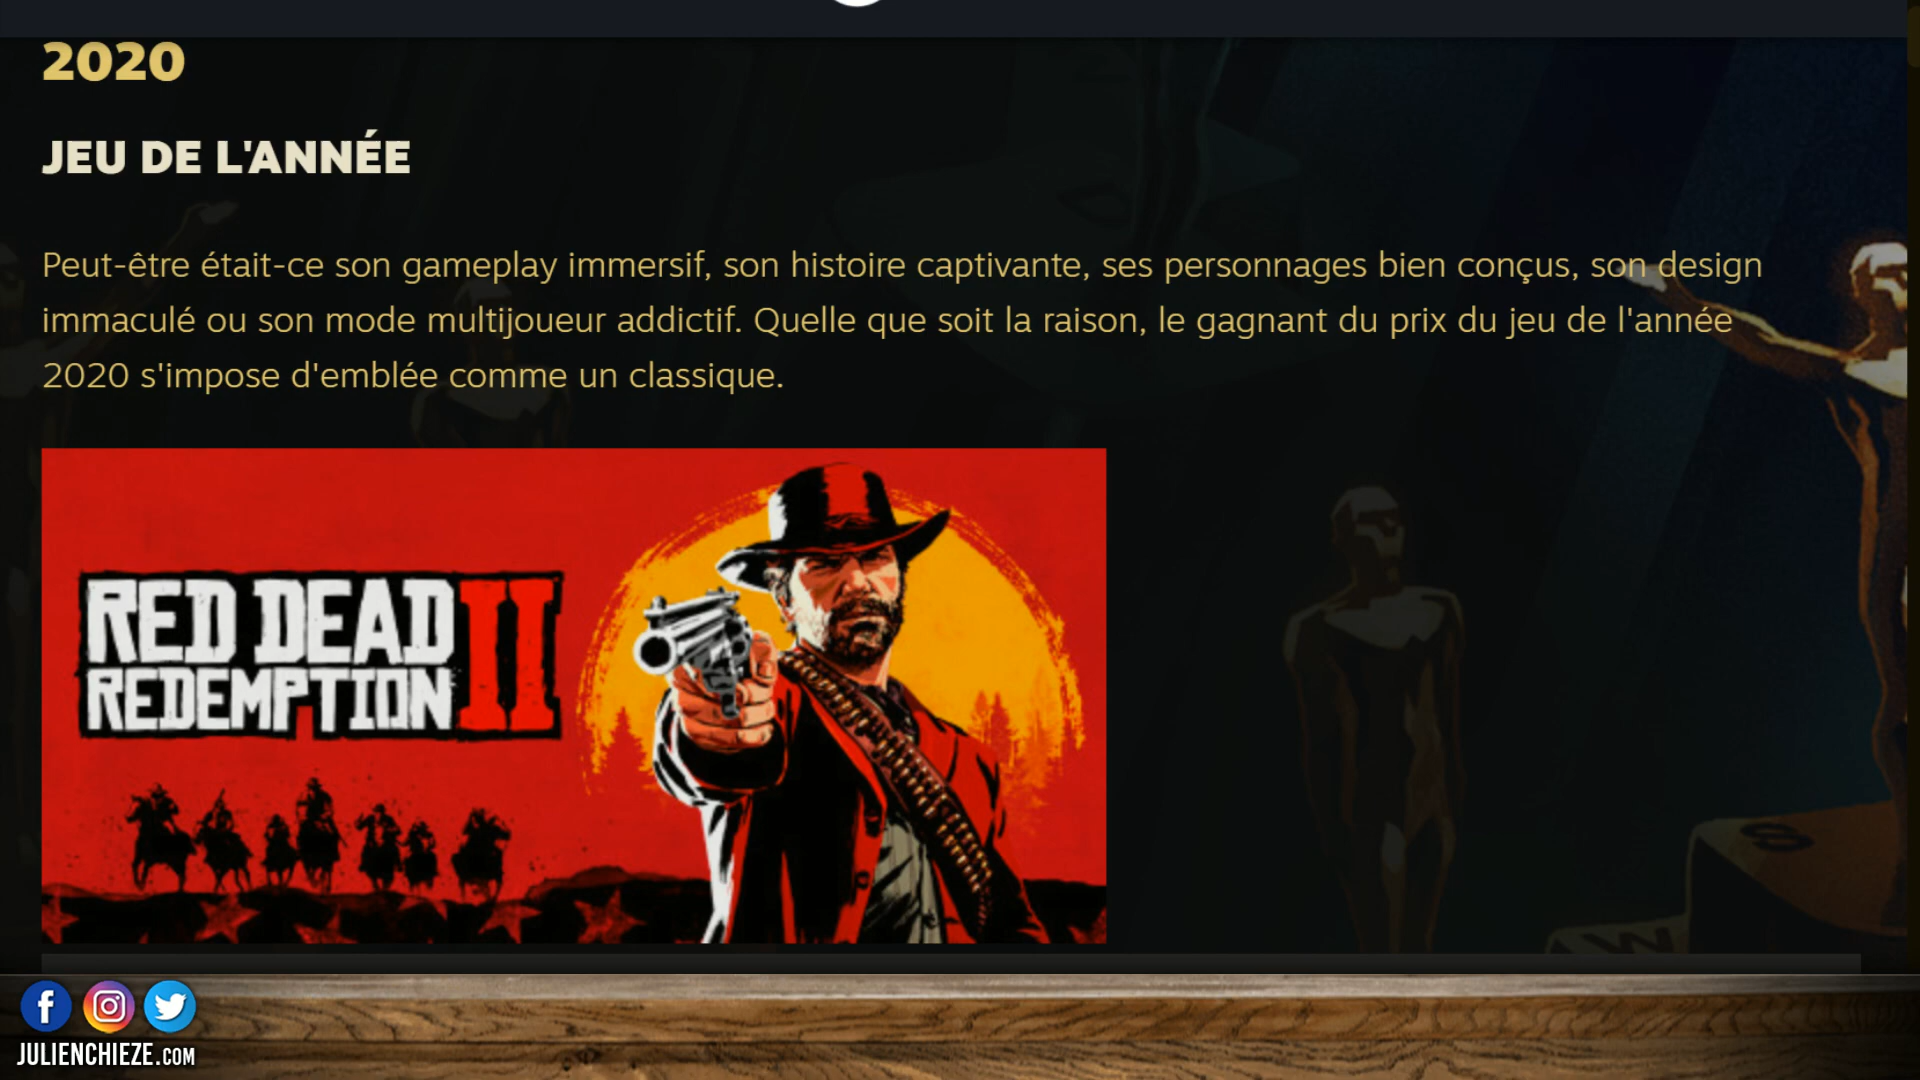 2020
JEU DE L'ANNÉE
Peut-être était-ce son gameplay immersif, son histoire captivante, ses personnages bien conçus, son design
immaculé ou son mode multijoueur addictif. Quelle que soit la raison, le gagnant du prix du jeu de l'année
2020 s'impose d'emblée comme un classique.
RED DEAD
REDEMPTION II
S
AW
JULIENCHIEZE.COM